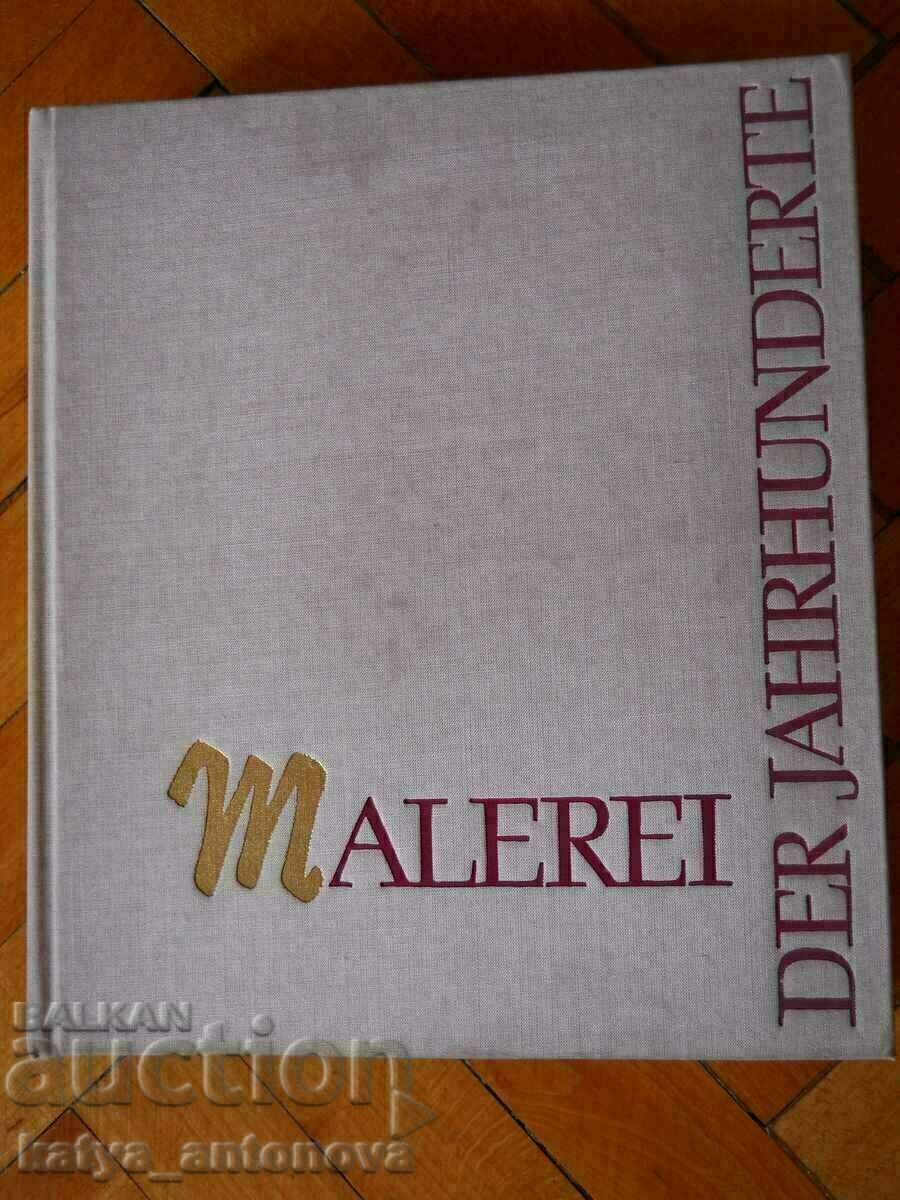 MALEREI
DER JAHRHUNDERTE
BALKAN
auction
katya_antonova